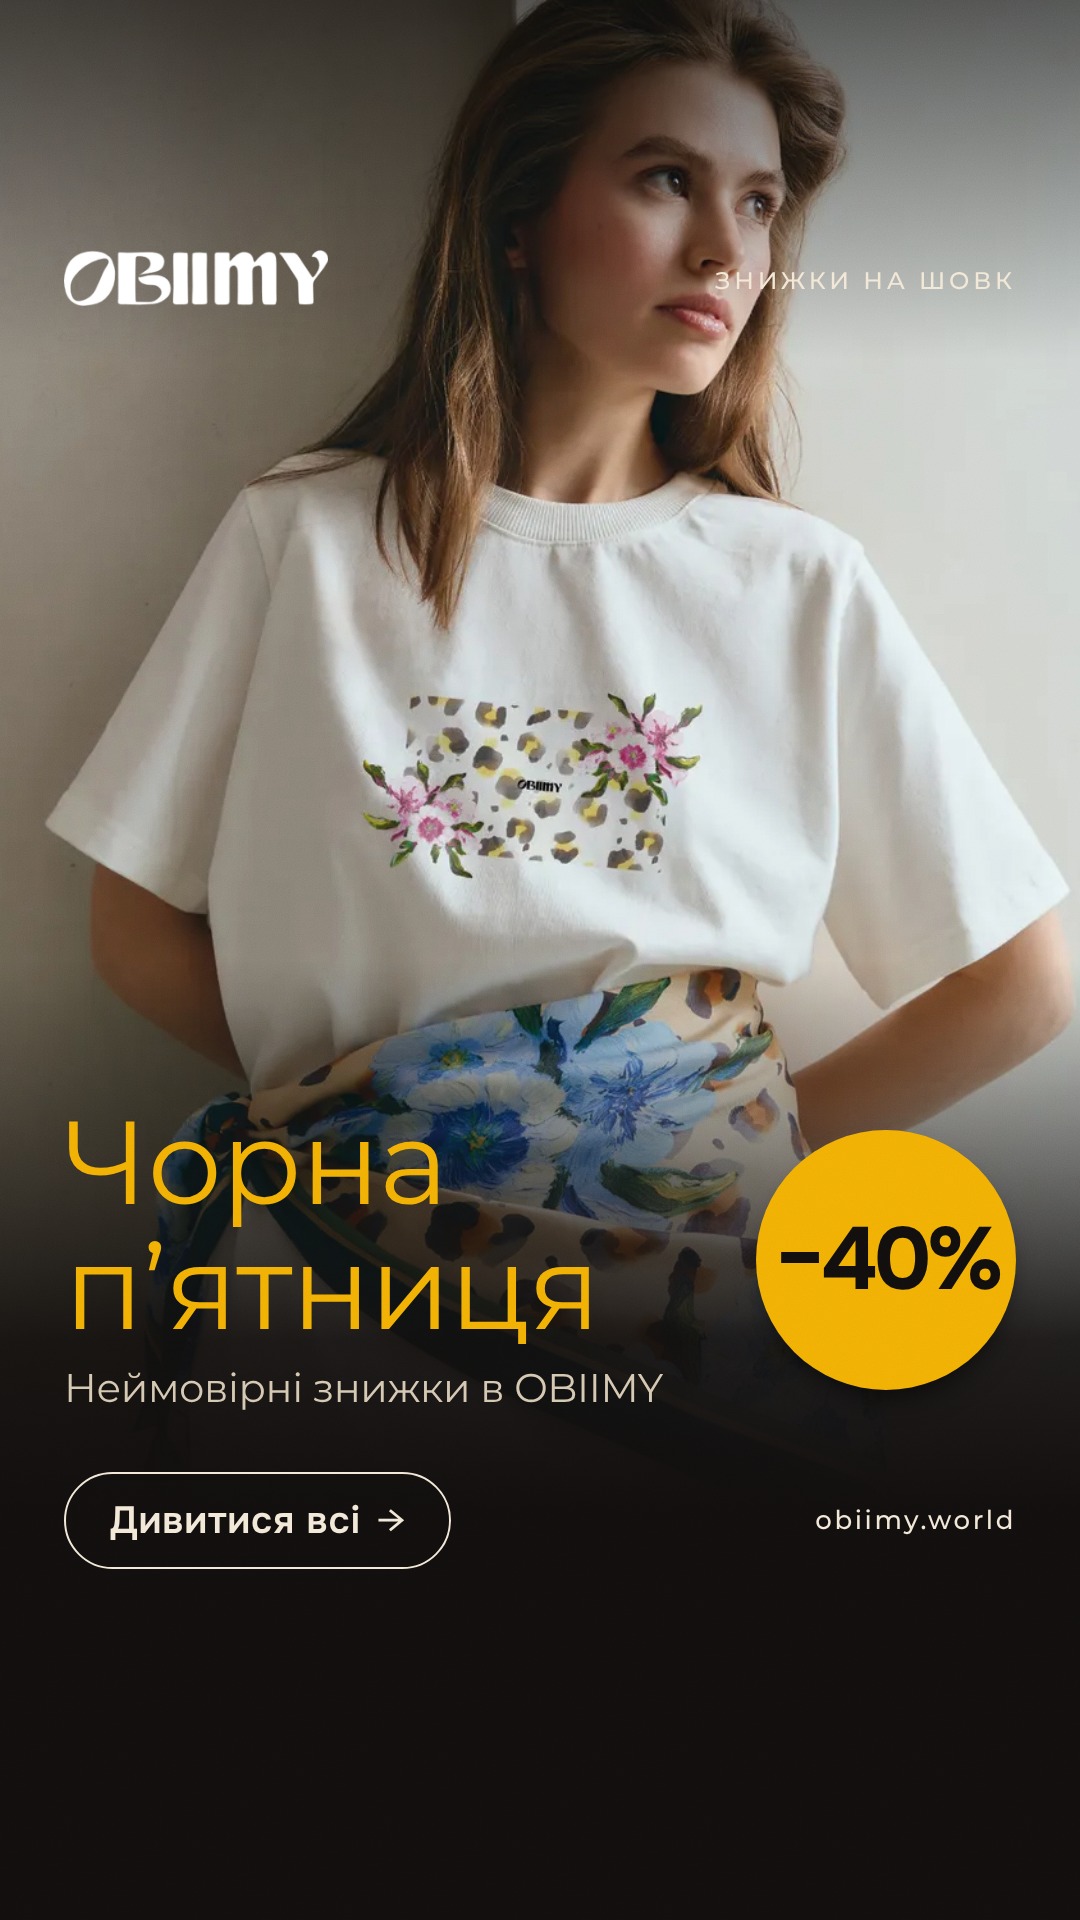 OBIIMY
ЗНИЖКИ НА ШОВК
OBIIMY
Чорна
п’ятниця
-40%
Неймовірні знижки в OBIIMY
Дивитися всі →
obiimy.world